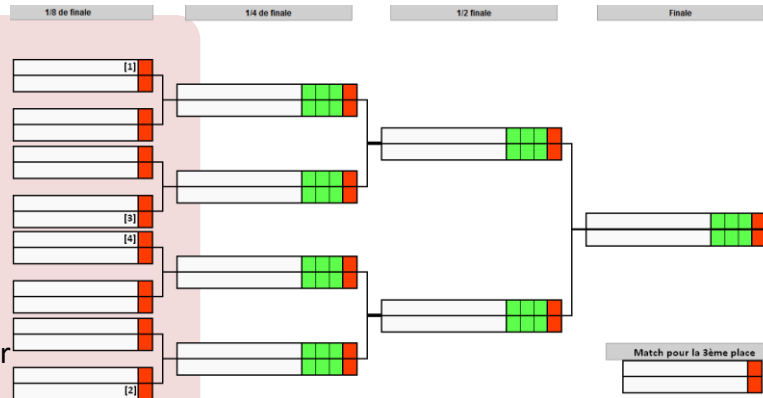 1/8 de finale
1/4 de finale
1/2 finale
Finale
[1]
[3]
[4]
r
[2]
Match pour la 3ème place